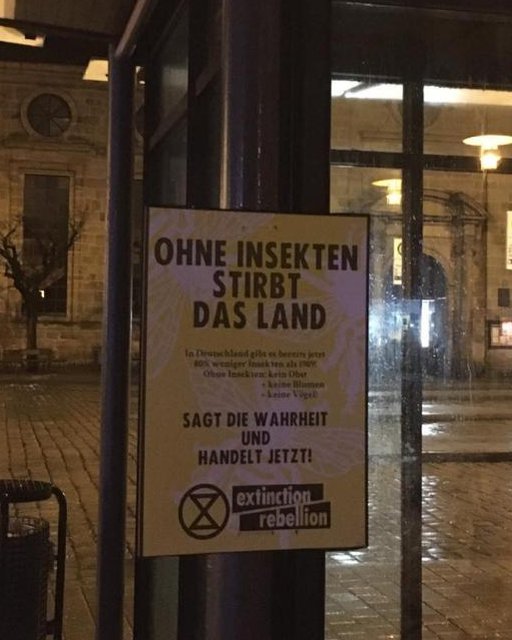 OHNE INSEKTEN
STIRBT
DAS LAND
In Deutschland gibt es bereits jetzt
80% weniger Insekten als 1989!
Ohne Insekten: kein Obst
- keine Blumen
- keine Vögel!
SAGT DIE WAHRHEIT
UND
HANDELT JETZT!
extinction
rebellion